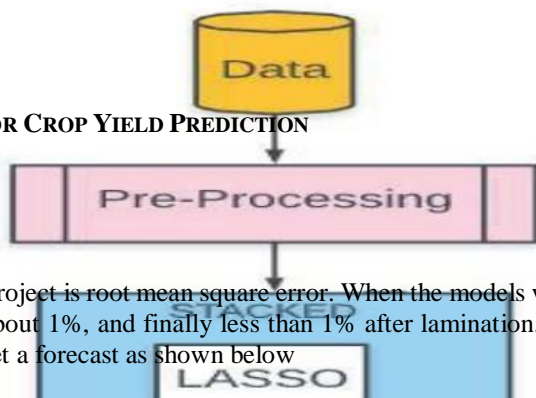 Data
OR CROP YIELD PREDICTION
Pre-Processing
roject is root mean square error. When the models
STACKED
bout 1%, and finally less than 1% after lamination.
et a forecast as shown below
LASSO